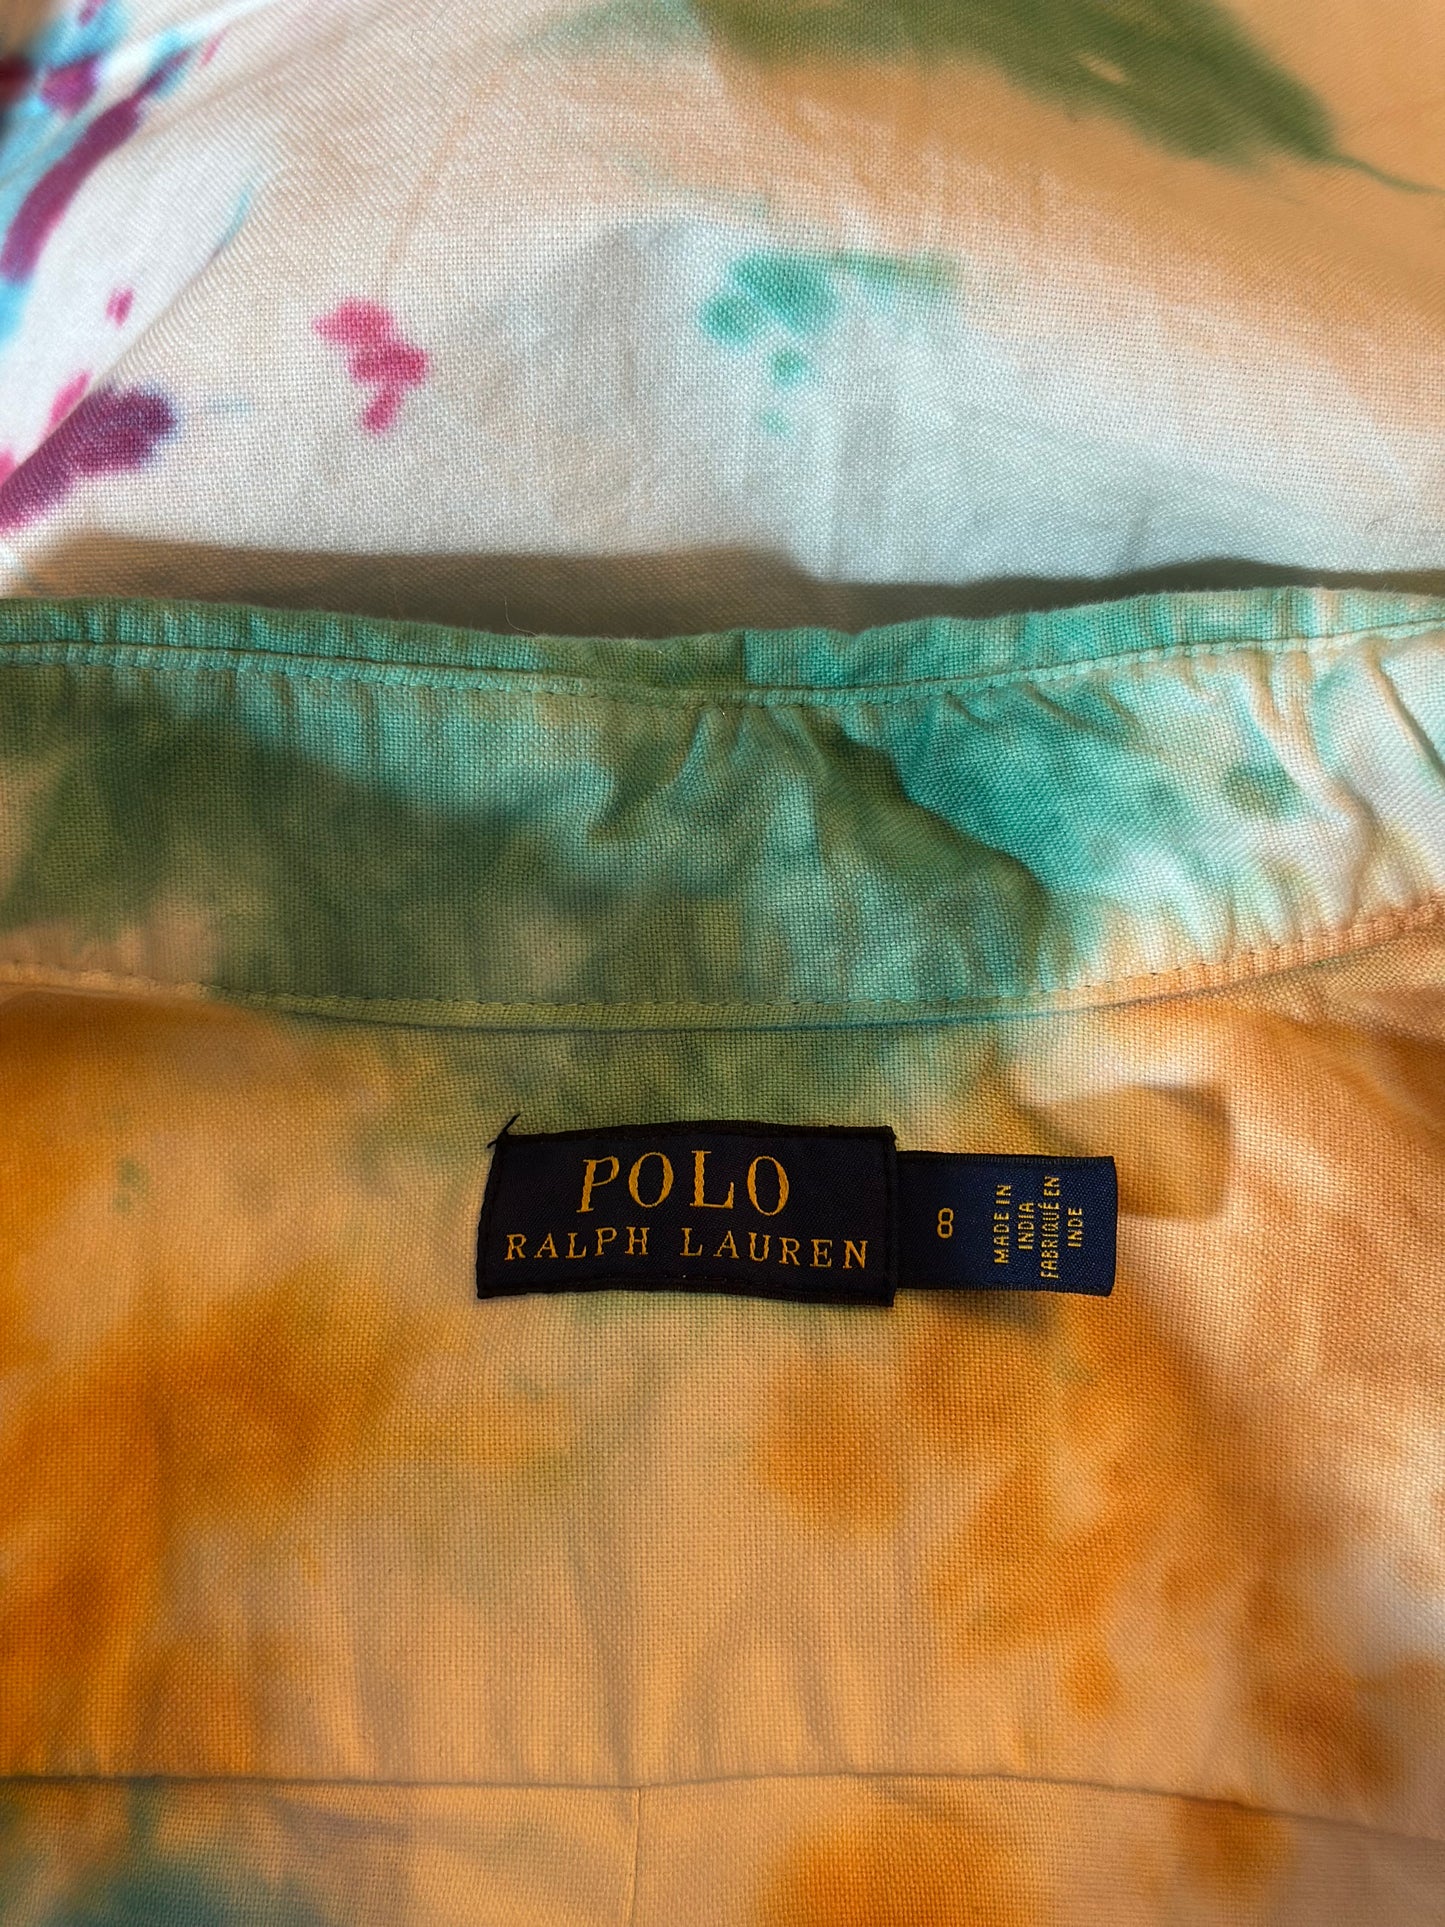 POLO
RALPH LAUREN
8
MADE IN
INDIA
FABRIQUÉ EN
INDE